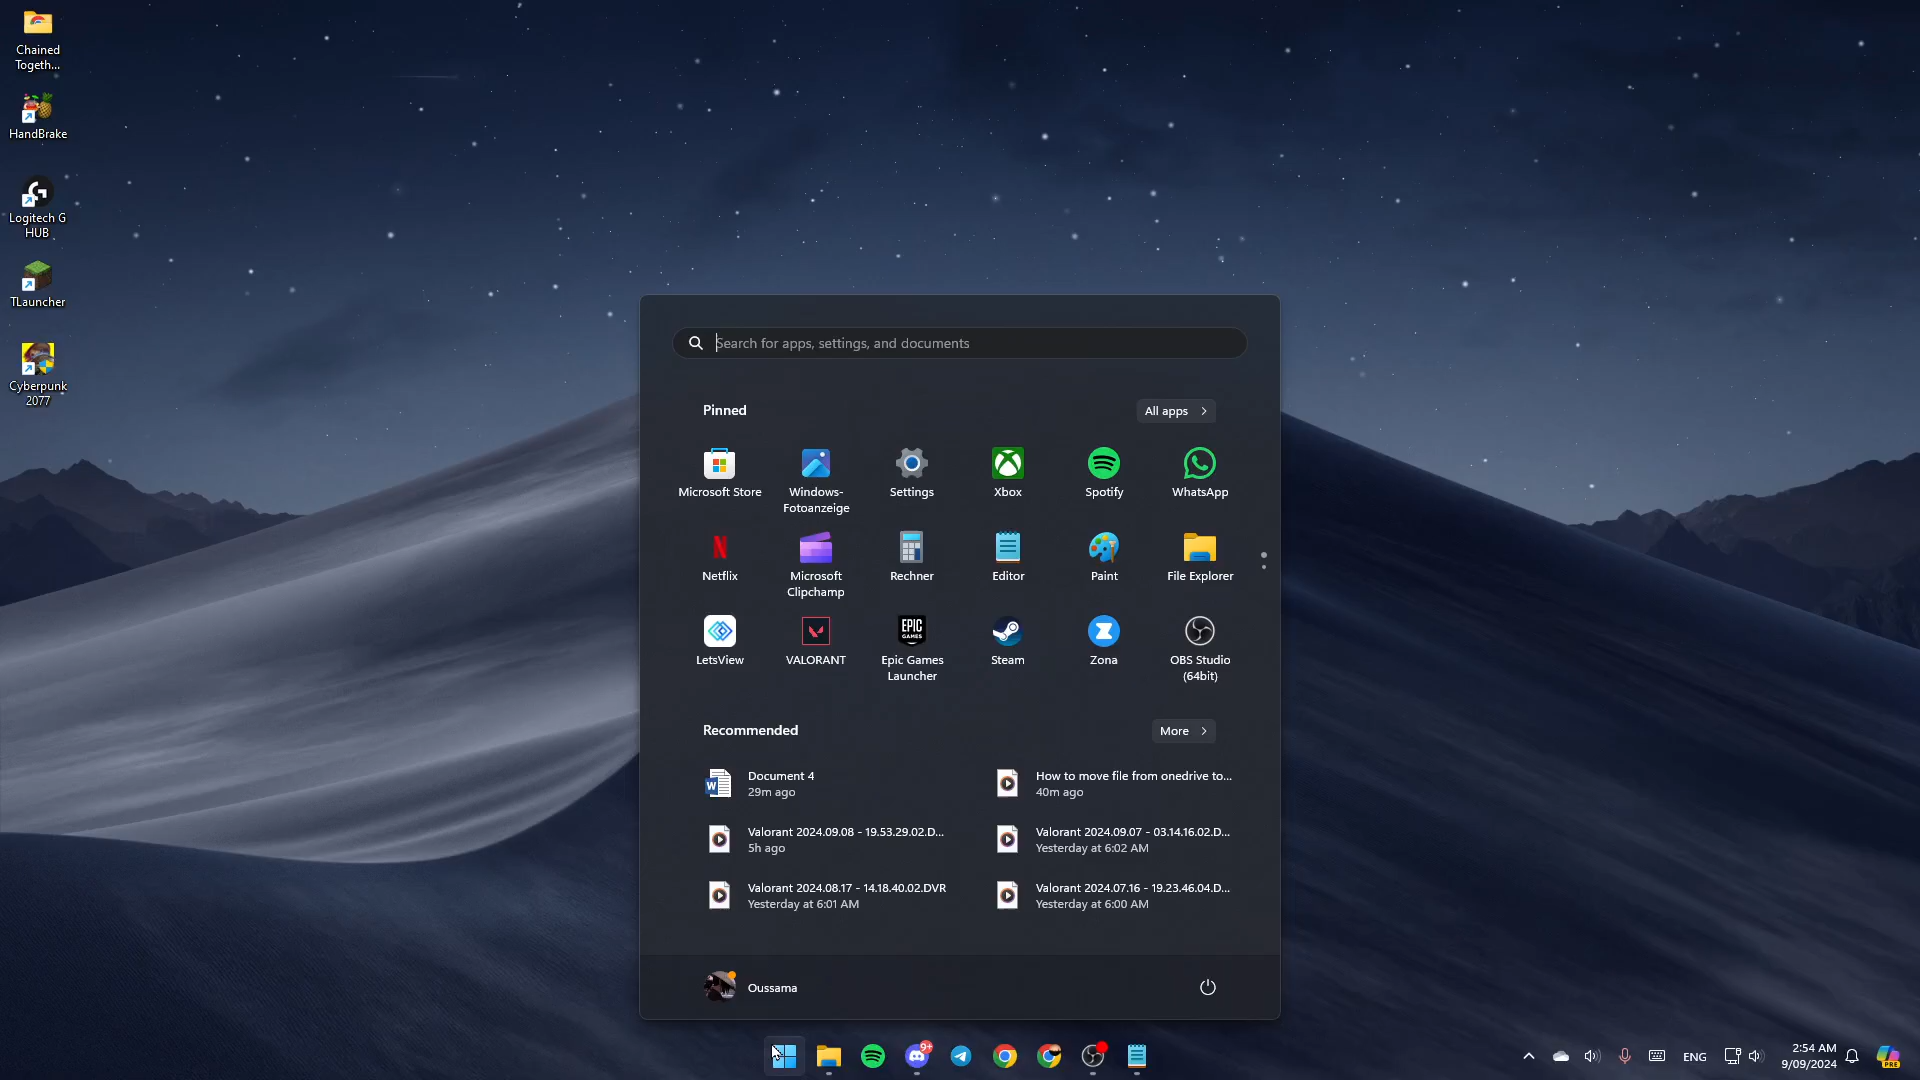 Chained
Togeth...
HandBrake
Logitech G
HUB
TLauncher
Cyberpunk
2077
Search for apps, settings, and documents
Pinned
All apps
Microsoft Store
Windows-
Fotoanzeige
Settings
Xbox
Spotify
WhatsApp
Netflix
Microsoft
Clipchamp
Rechner
Editor
Paint
File Explorer
LetsView
VALORANT
EPIC
GAMES
Epic Games
Launcher
Steam
Zona
OBS Studio
(64bit)
Recommended
More
Document 4
29m ago
How to move file from onedrive to...
40m ago
Valorant 2024.09.08 - 19.53.29.02.D...
5h ago
Valorant 2024.09.07 - 03.14.16.02.D...
Yesterday at 6:02 AM
Valorant 2024.08.17 - 14.18.40.02.DVR
Yesterday at 6:01 AM
Valorant 2024.07.16 - 19.23.46.04.D...
Yesterday at 6:00 AM
Oussama
9+
ENG
2:54 AM
9/09/2024
PRE